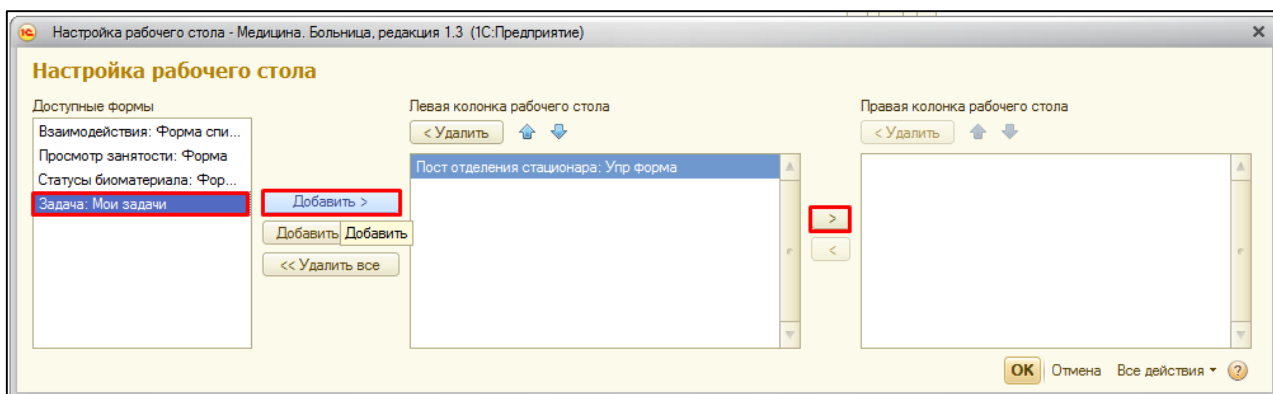 Настройка рабочего стола - Медицина. Больница, редакция 1.3 (1С:Предприятие)
Настройка рабочего стола
Доступные формы
Взаимодействия: Форма спи...
Просмотр занятости: Форма
Статусы биоматериала: Фор...
Задача: Мои задачи
Добавить >
Добавить
Добавить
<< Удалить все
Левая колонка рабочего стола
< Удалить
Пост отделения стационара: Упр форма
>
<
Правая колонка рабочего стола
< Удалить
ОК Отмена Все действия ?